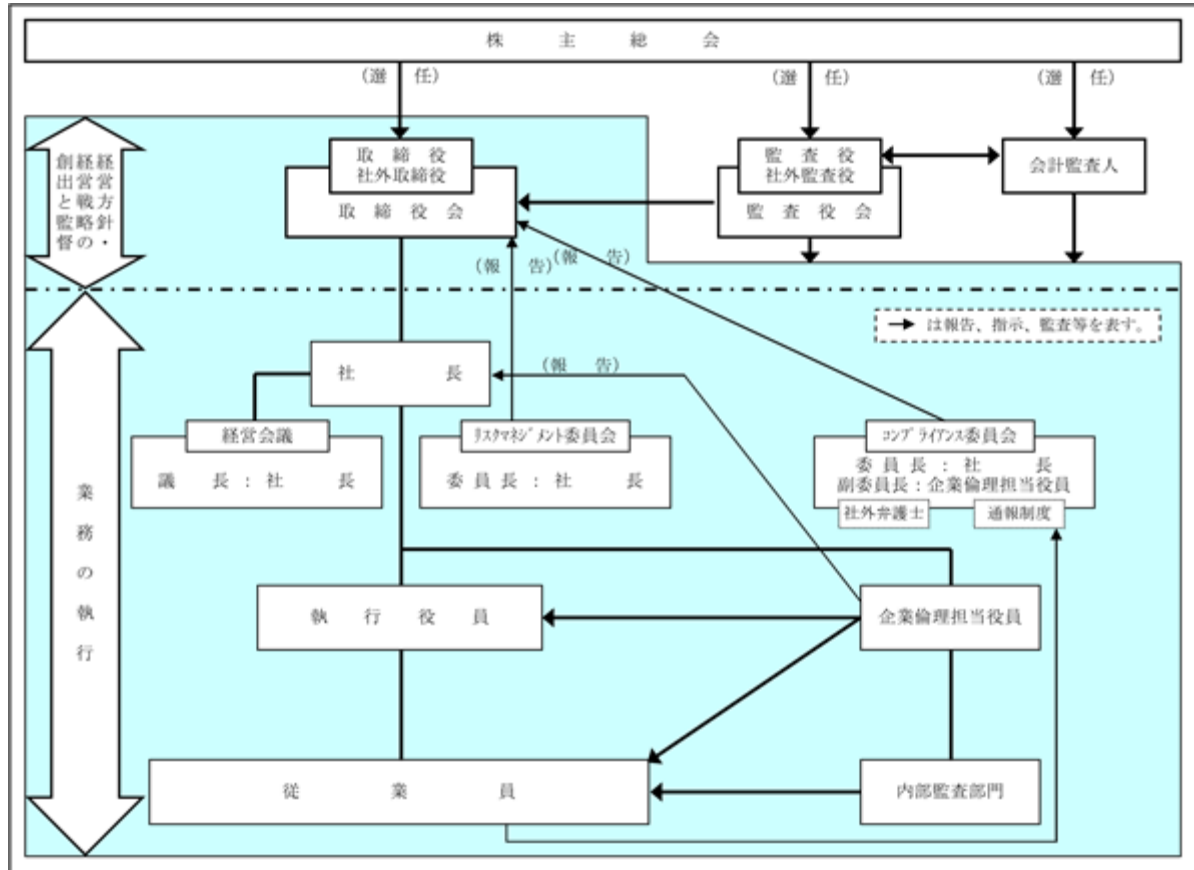 株主総会
(選任)
(選任)
(選任)
経営方針・
経営戦略の
創出と監督
取締役
社外取締役
取締役会
監査役
社外監査役
監査役会
会計監査人
(報告)
(報告)
→は報告、指示、監査等を表す。
社長
(報告)
経営会議
議長:社長
リスクマネジメント委員会
委員長:社長
コンプライアンス委員会
委員長:社長
副委員長:企業倫理担当役員
社外弁護士
通報制度
業務の執行
執行役員
企業倫理担当役員
従業員
内部監査部門